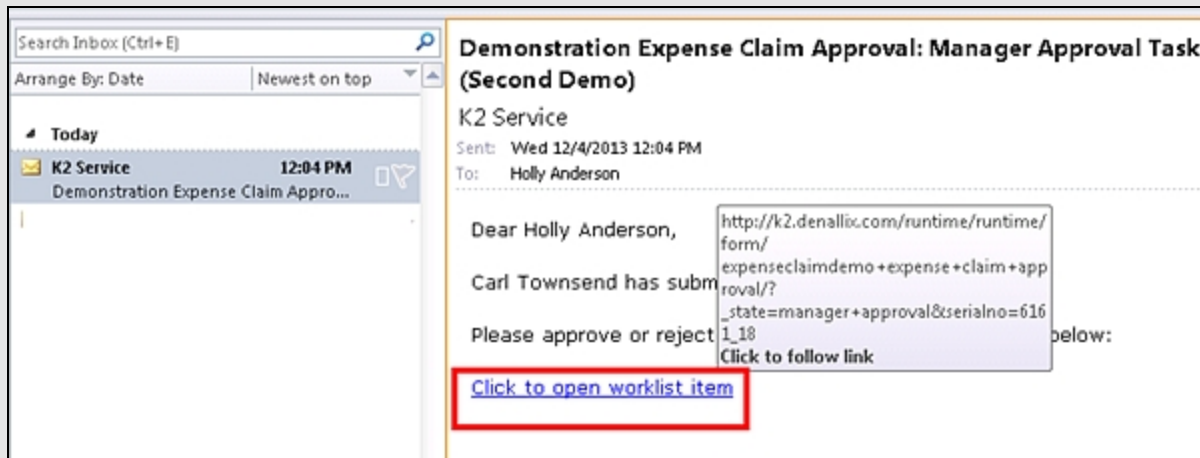 Search Inbox (Ctrl+E)
Arrange By: Date Newest on top
Today
K2 Service 12:04 PM
Demonstration Expense Claim Appro...
Demonstration Expense Claim Approval: Manager Approval Task
(Second Demo)
K2 Service
Sent: Wed 12/4/2013 12:04 PM
To: Holly Anderson
Dear Holly Anderson,
Carl Townsend has subm
Please approve or reject below:
http://k2.denallix.com/runtime/runtime/
form/
expenseclaimdemo+expense+claim+app
roval/?
_state=manager+approval&serialno=616
1_18
Click to follow link
Click to open worklist item